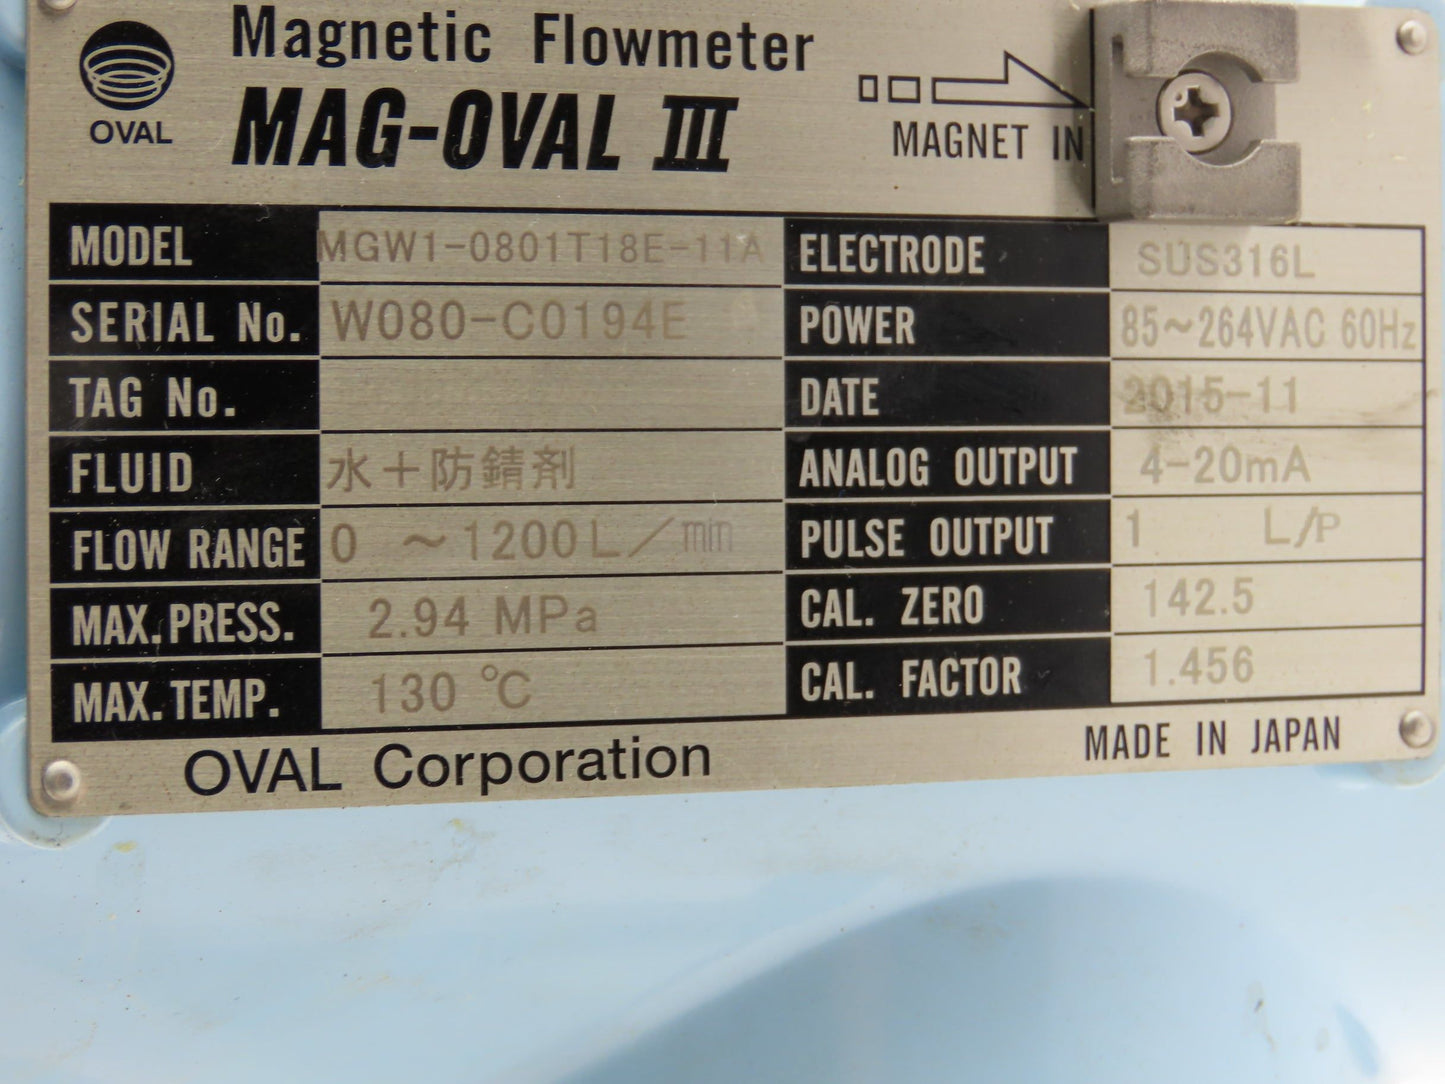 Magnetic Flowmeter
OVAL
MAG-OVAL III
MAGNET IN
MODEL MGW1-0801T18E-11A ELECTRODE SUS316L
SERIAL No. W080-C0194E POWER 85~264VAC 60Hz
TAG No. DATE 2015-11
FLUID 水+防錆剤 ANALOG OUTPUT 4-20mA
FLOW RANGE 0 ~1200L/min PULSE OUTPUT 1 L/P
MAX.PRESS. 2.94 MPa CAL. ZERO 142.5
MAX.TEMP. 130 ℃ CAL. FACTOR 1.456
OVAL Corporation MADE IN JAPAN